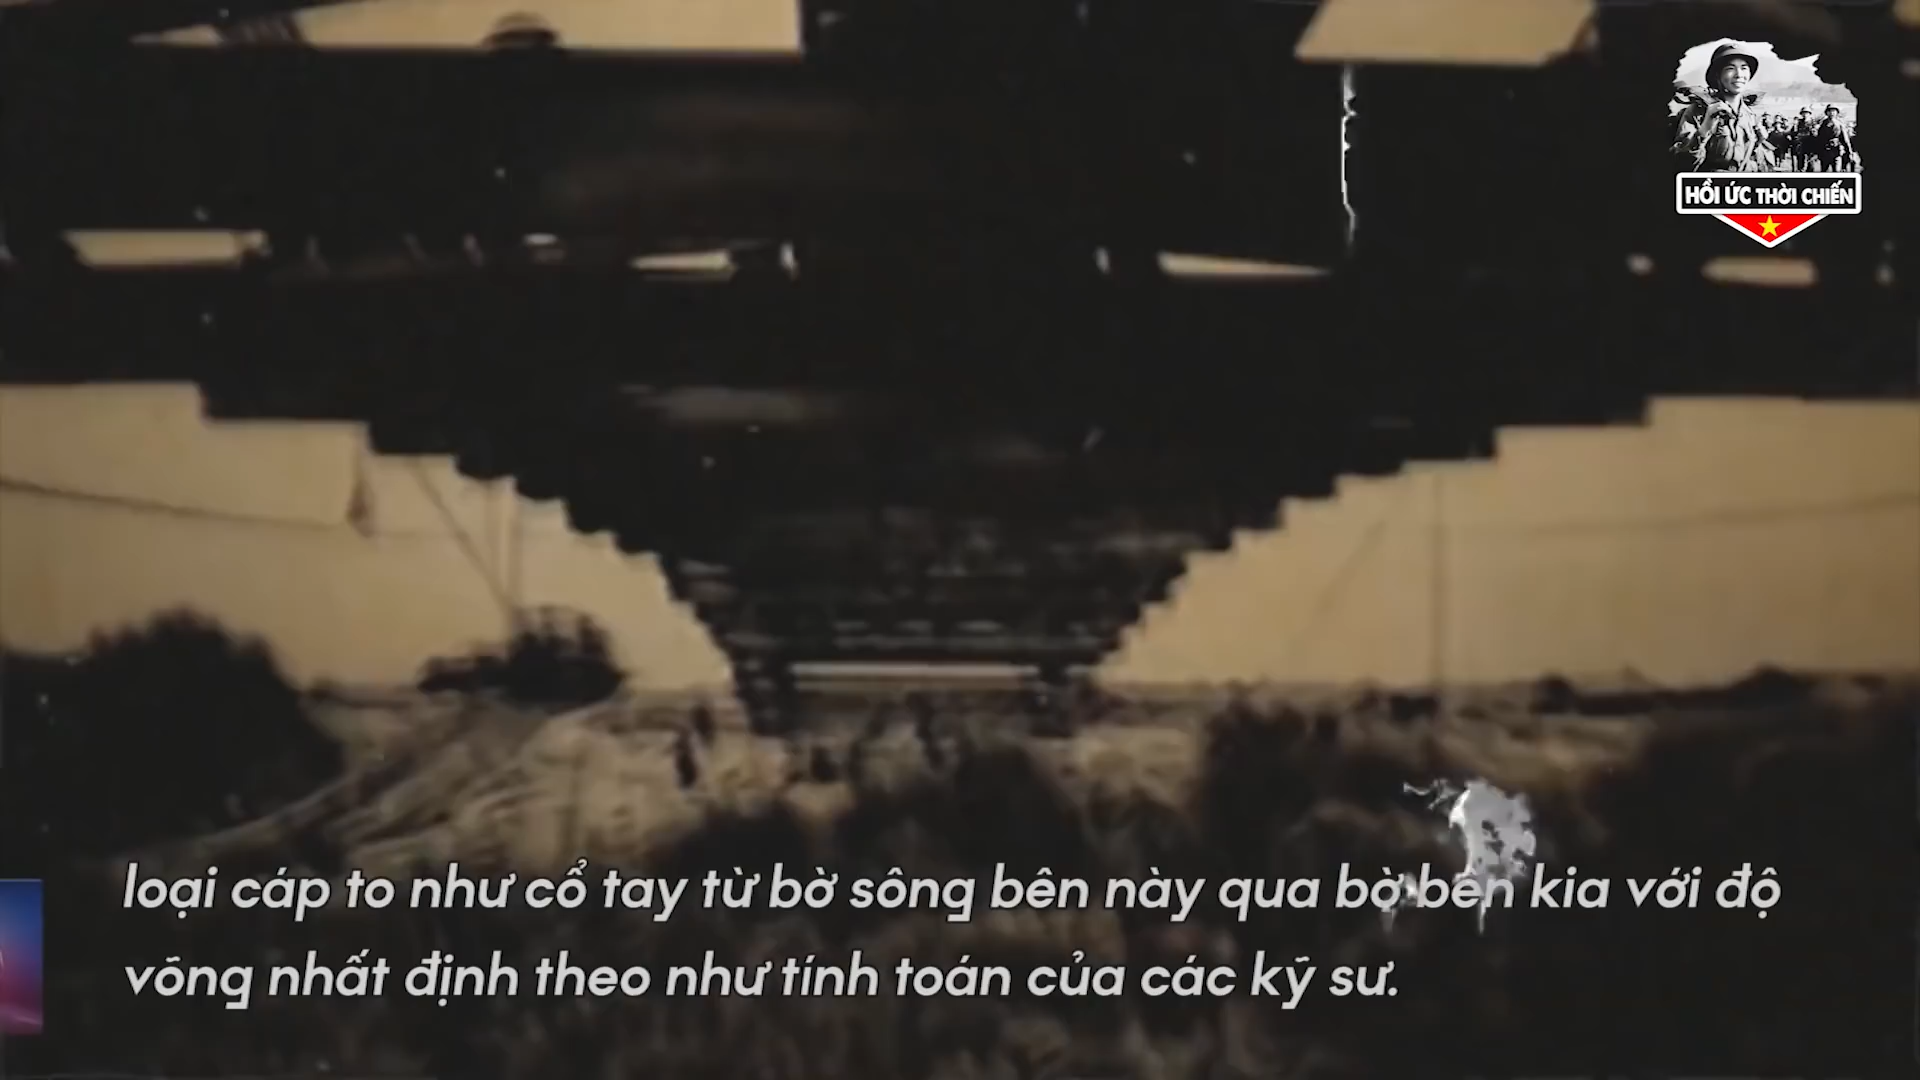 HỒI ỨC THỜI CHIẾN
loại cáp to như cổ tay từ bờ sông bên này qua bờ bên kia với độ
võng nhất định theo như tính toán của các kỹ sư.